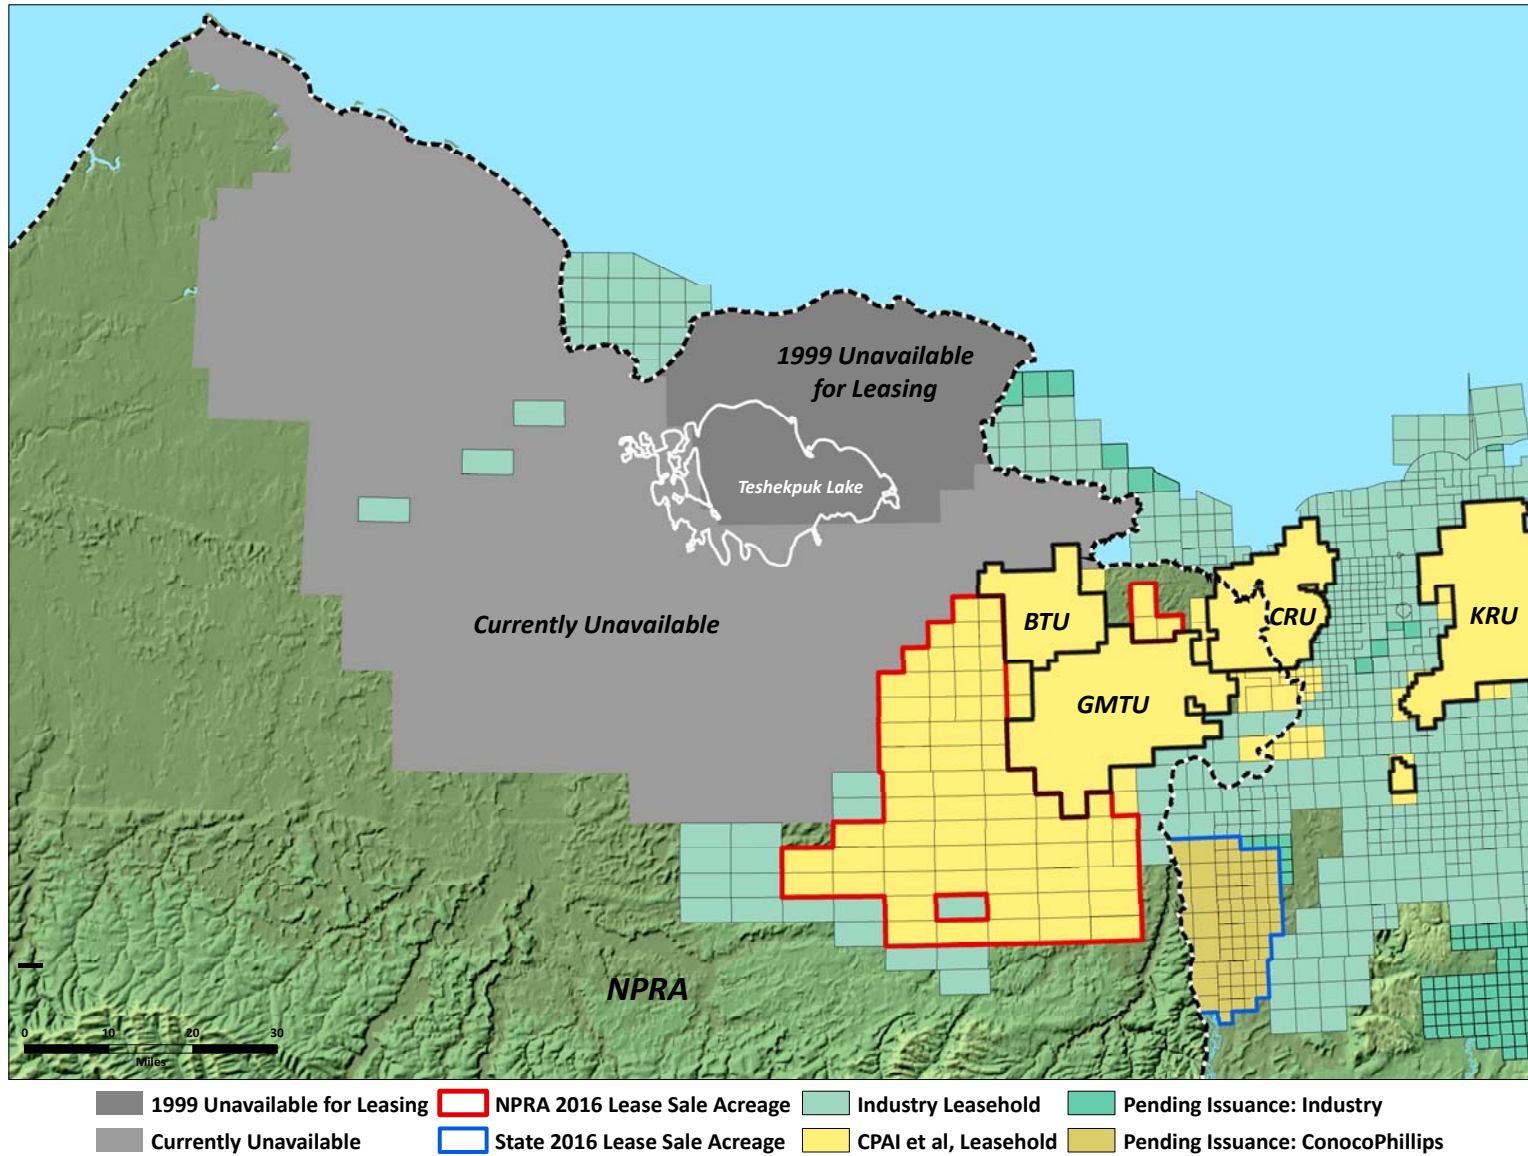 1999 Unavailable
for Leasing
Teshekpuk Lake
Currently Unavailable
BTU
CRU
KRU
GMTU
NPRA
0 10 20 30
Miles
1999 Unavailable for Leasing
NPRA 2016 Lease Sale Acreage
Industry Leasehold
Pending Issuance: Industry
Currently Unavailable
State 2016 Lease Sale Acreage
CPAI et al, Leasehold
Pending Issuance: ConocoPhillips